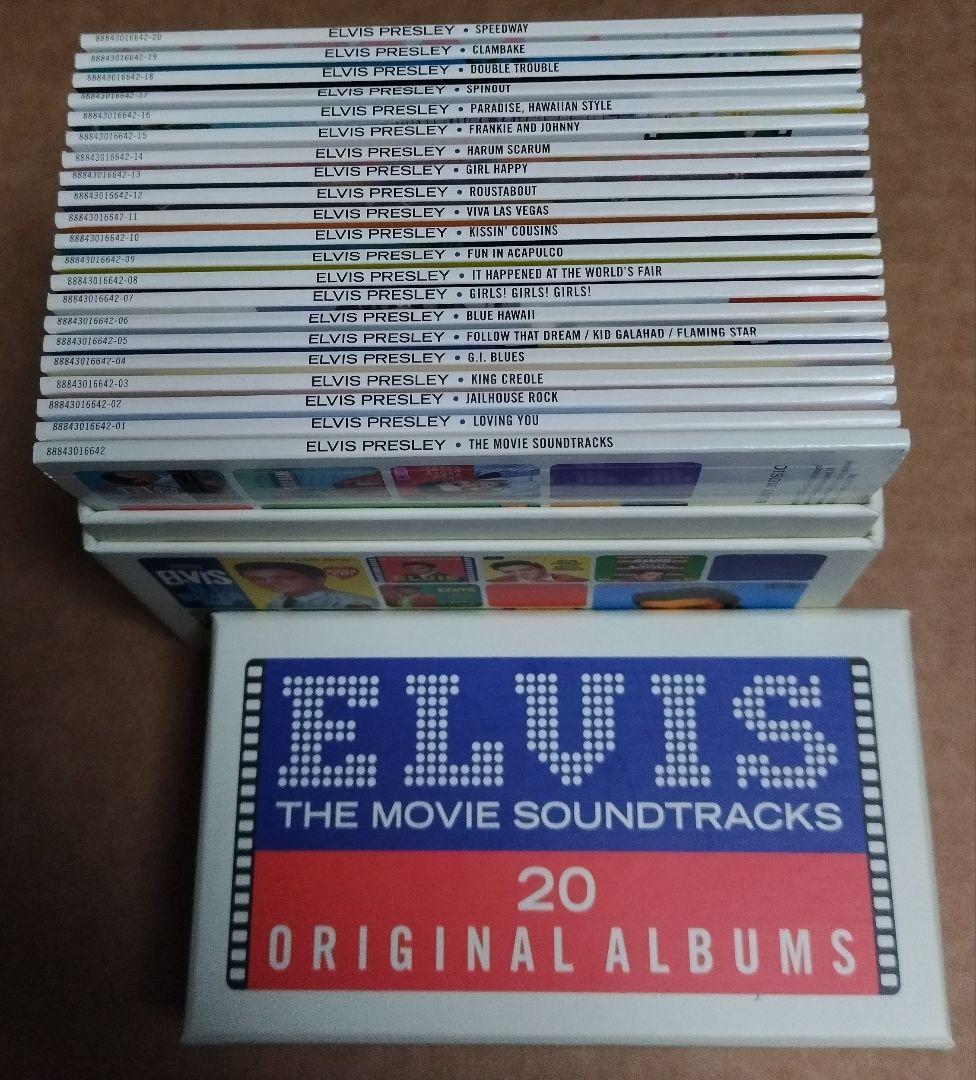 88843016642-20 ELVIS PRESLEY • SPEEDWAY
88843016642-19 ELVIS PRESLEY • CLAMBAKE
88843016642-18 ELVIS PRESLEY • DOUBLE TROUBLE
88843016642-17 ELVIS PRESLEY • SPINOUT
88843016642-16 ELVIS PRESLEY • PARADISE, HAWAIIAN STYLE
88843016642-15 ELVIS PRESLEY • FRANKIE AND JOHNNY
88843016642-14 ELVIS PRESLEY • HARUM SCARUM
88843016642-13 ELVIS PRESLEY • GIRL HAPPY
88843016642-12 ELVIS PRESLEY • ROUSTABOUT
88843016642-11 ELVIS PRESLEY • VIVA LAS VEGAS
88843016642-10 ELVIS PRESLEY • KISSIN' COUSINS
88843016642-09 ELVIS PRESLEY • FUN IN ACAPULCO
88843016642-08 ELVIS PRESLEY • IT HAPPENED AT THE WORLD'S FAIR
88843016642-07 ELVIS PRESLEY • GIRLS! GIRLS! GIRLS!
88843016642-06 ELVIS PRESLEY • BLUE HAWAII
88843016642-05 ELVIS PRESLEY • FOLLOW THAT DREAM / KID GALAHAD / FLAMING STAR
88843016642-04 ELVIS PRESLEY • G.I. BLUES
88843016642-03 ELVIS PRESLEY • KING CREOLE
88843016642-02 ELVIS PRESLEY • JAILHOUSE ROCK
88843016642-01 ELVIS PRESLEY • LOVING YOU
88843016642 ELVIS PRESLEY • THE MOVIE SOUNDTRACKS
MUSIC
ELVIS
ELVIS
THE MOVIE SOUNDTRACKS
20
ORIGINAL ALBUMS